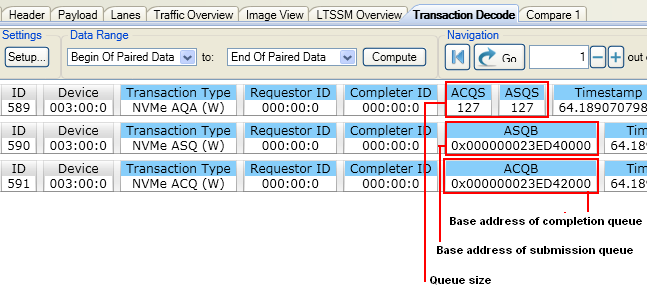 Header Payload Lanes Traffic Overview Image View LTSSM Overview Transaction Decode Compare 1
Settings Data Range Navigation
Setup... Begin Of Paired Data to: End Of Paired Data Compute Go 1 out
ID Device Transaction Type Requestor ID Completer ID ACQS ASQS Timestamp
589 003:00:0 NVMe AQA (W) 000:00:0 000:00:0 127 127 64.189070798
ID Device Transaction Type Requestor ID Completer ID ASQB Tim
590 003:00:0 NVMe ASQ (W) 000:00:0 000:00:0 0x000000023ED40000 64.189
ID Device Transaction Type Requestor ID Completer ID ACQB Tim
591 003:00:0 NVMe ACQ (W) 000:00:0 000:00:0 0x000000023ED42000 64.18
Base address of completion queue
Base address of submission queue
Queue size